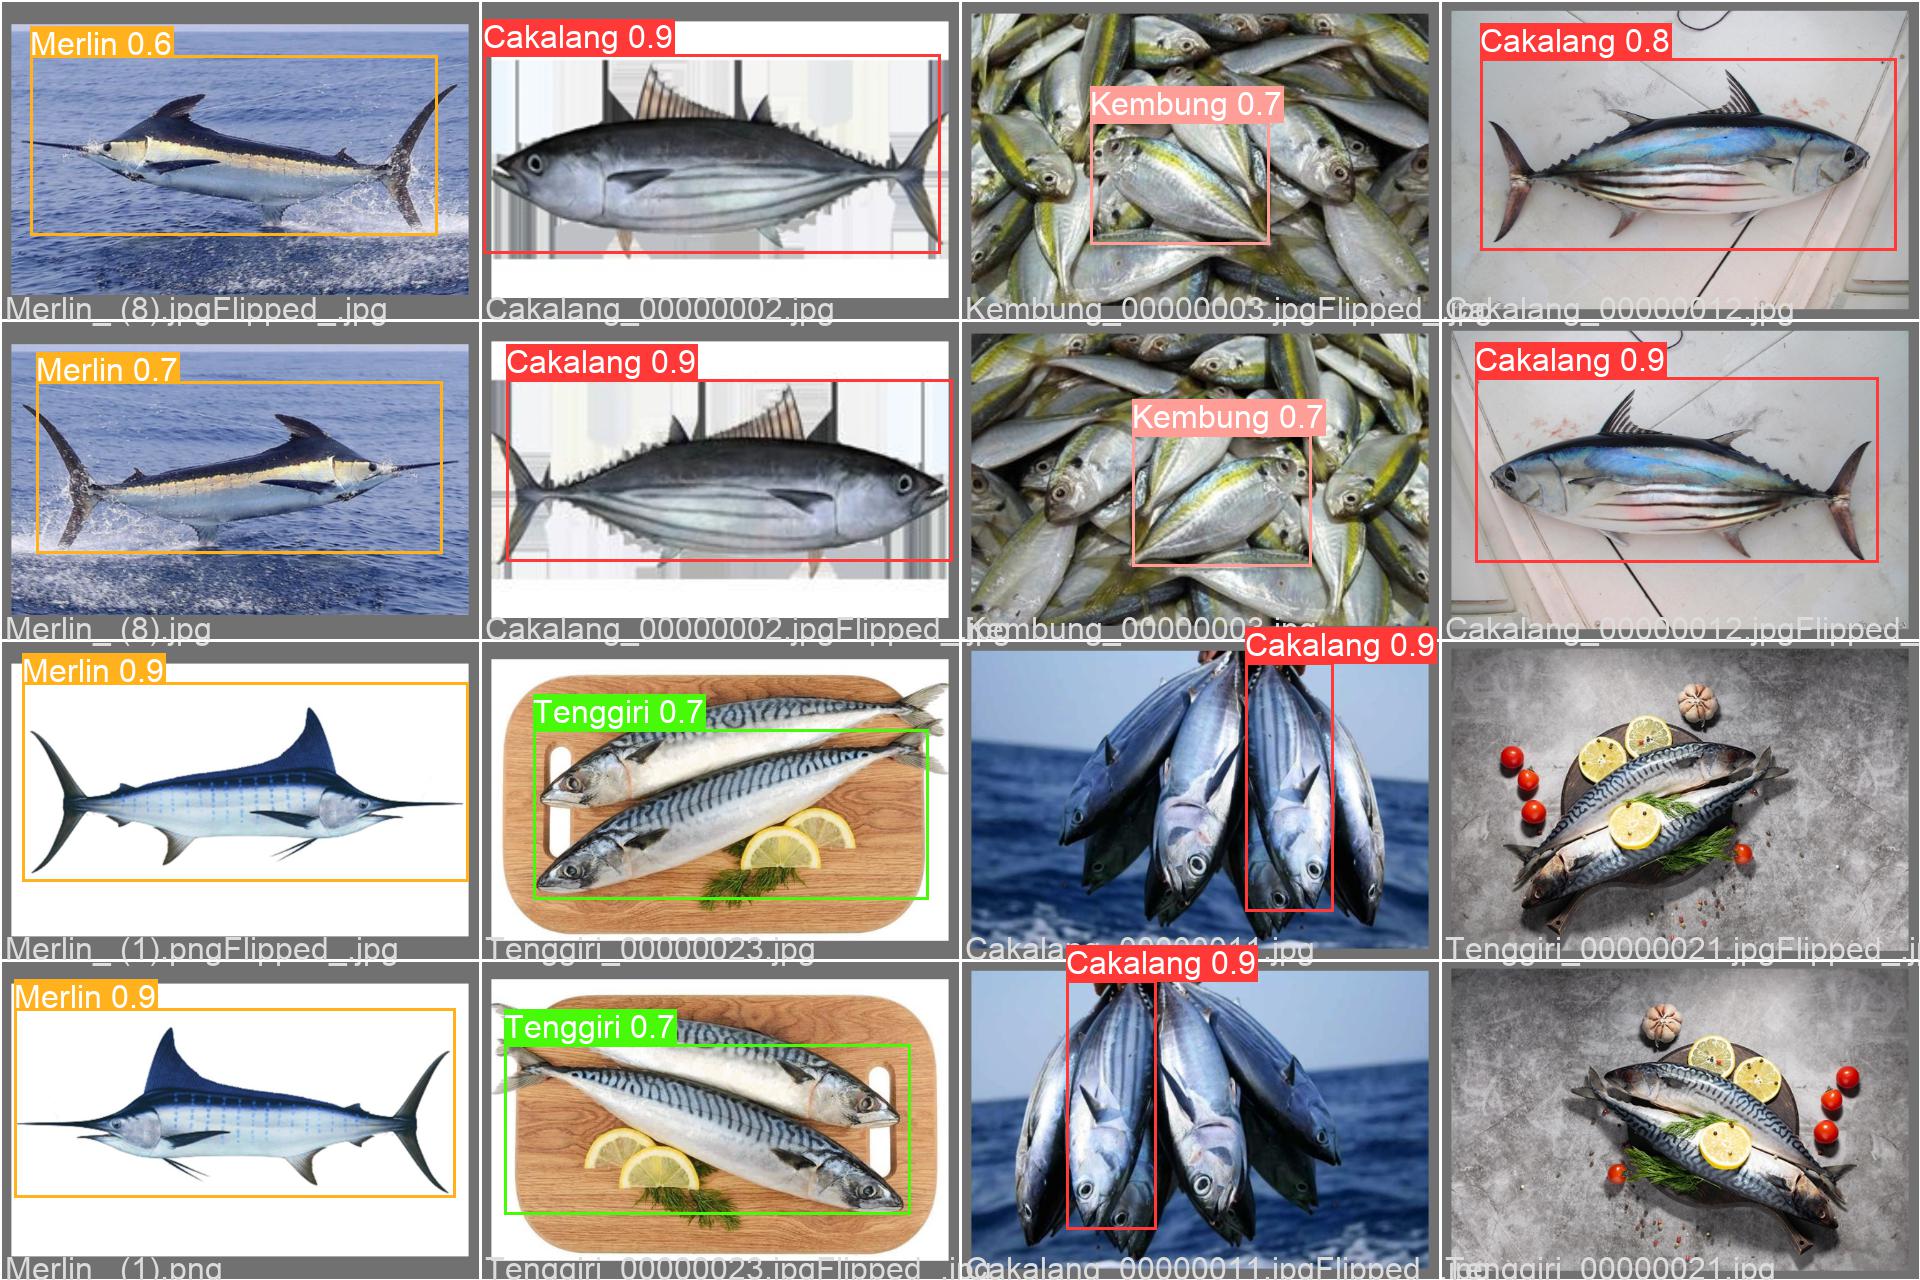 Merlin 0.6
Merlin_ (8).jpgFlipped_.jpg
Cakalang 0.9
Cakalang_00000002.jpg
Kembung 0.7
Kembung_00000003.jpgFlipped_.jpg
Cakalang 0.8
Cakalang_00000012.jpg
Merlin 0.7
Merlin_ (8).jpg
Cakalang 0.9
Cakalang_00000002.jpgFlipped_.jpg
Kembung 0.7
Kembung_00000003.jpg
Cakalang 0.9
Cakalang_00000012.jpgFlipped_
Merlin 0.9
Merlin_ (1).pngFlipped_.jpg
Tenggiri 0.7
Tenggiri_00000023.jpg
Cakalang 0.9
Cakalang_00000011.jpg
Tenggiri_00000021.jpgFlipped_.j
Merlin 0.9
Merlin_ (1).png
Tenggiri 0.7
Tenggiri_00000023.jpgFlipped_.jpg
Cakalang 0.9
Cakalang_00000011.jpgFlipped_
Tenggiri_00000021.jpg